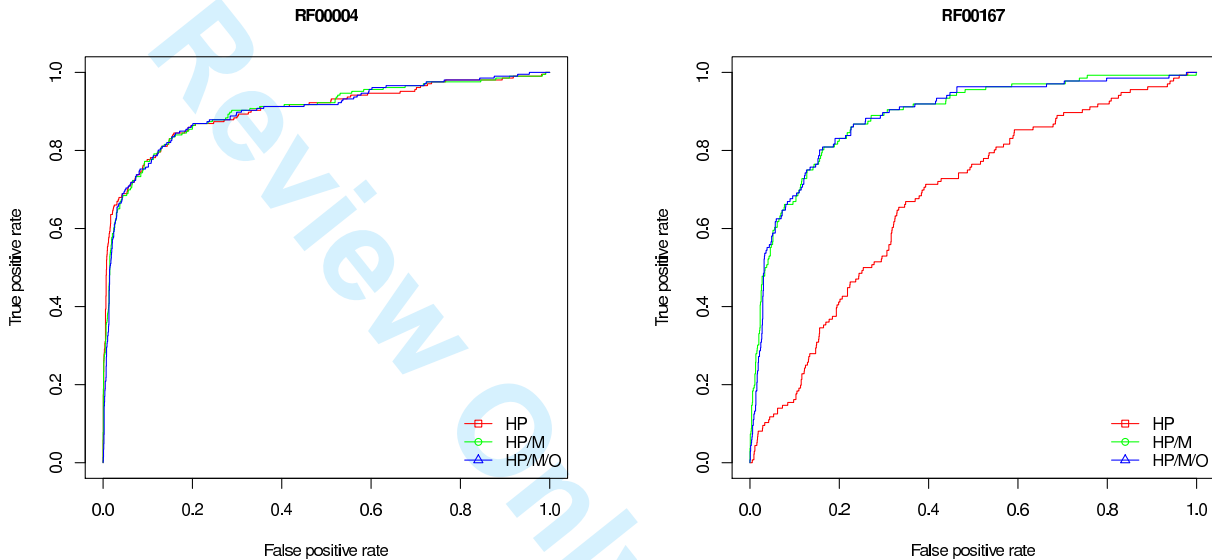 RF00004
True positive rate
1.0
0.8
0.6
0.4
0.2
0.0
HP
HP/M
HP/M/O
0.0 0.2 0.4 0.6 0.8 1.0
False positive rate
RF00167
True positive rate
1.0
0.8
0.6
0.4
0.2
0.0
HP
HP/M
HP/M/O
0.0 0.2 0.4 0.6 0.8 1.0
False positive rate
Review Only